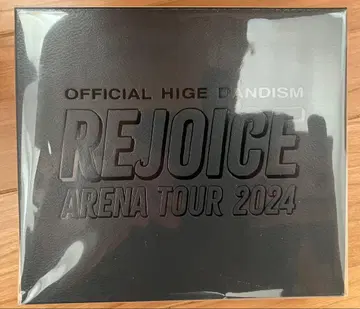 OFFICIAL HIGE DANDISM
REJOICE
ARENA TOUR 2024